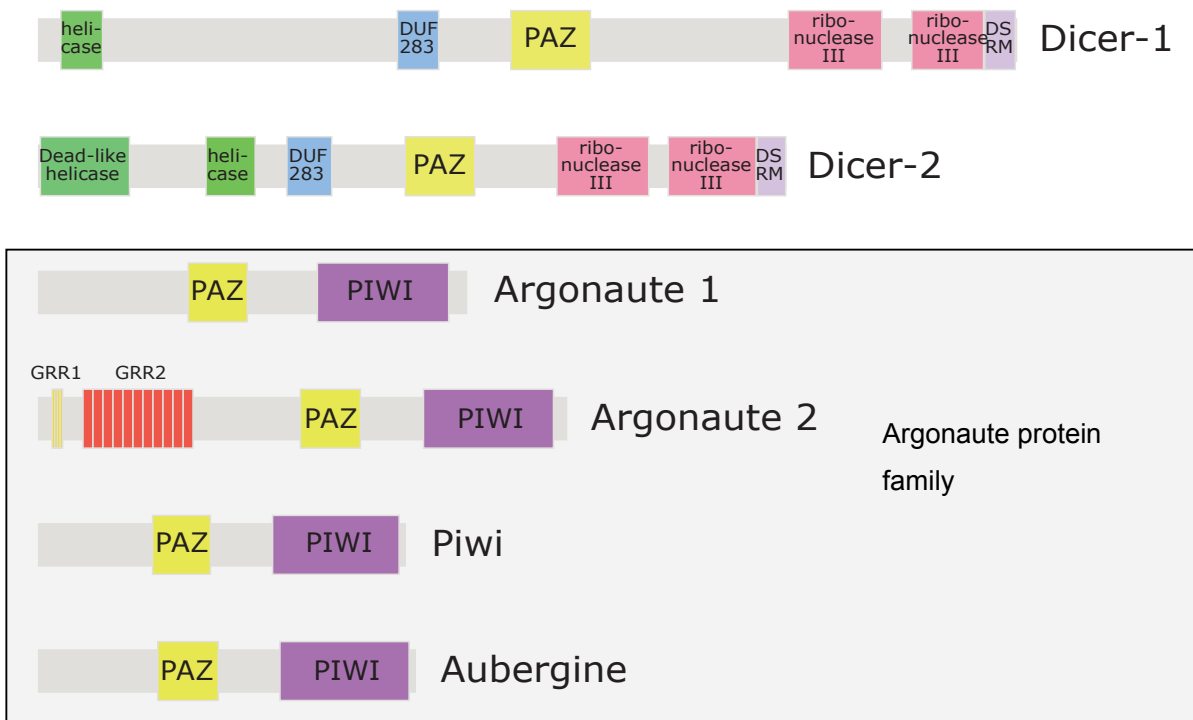 heli-
case
DUF
283
PAZ
ribo-
nuclease
III
ribo-
nuclease
III
DS
RM
Dicer-1
Dead-like
helicase
heli-
case
DUF
283
PAZ
ribo-
nuclease
III
ribo-
nuclease
III
DS
RM
Dicer-2
PAZ
PIWI
Argonaute 1
GRR1
GRR2
PAZ
PIWI
Argonaute 2
Argonaute protein
family
PAZ
PIWI
Piwi
PAZ
PIWI
Aubergine